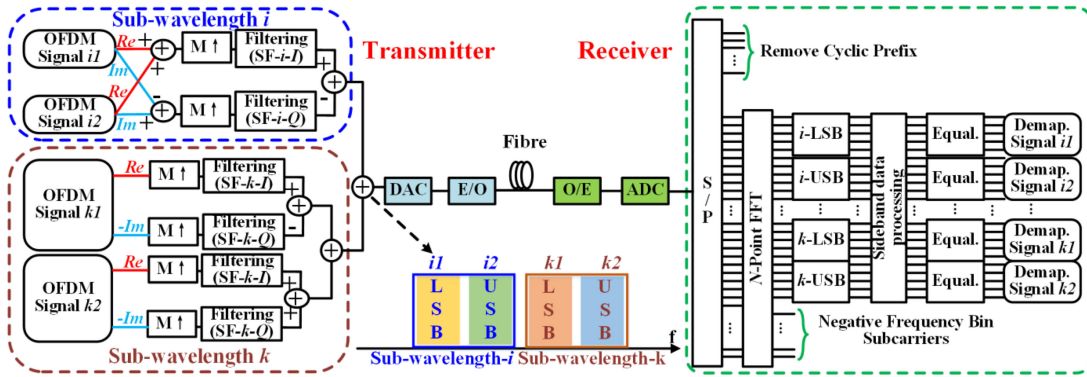 Sub-wavelength i
OFDM
Signal i1
Re
+
M ↑
Filtering
(SF-i-I)
+
Im
+
Re
-
OFDM
Signal i2
Im
+
M ↑
Filtering
(SF-i-Q)
-
Transmitter
Receiver
OFDM
Signal k1
Re
M ↑
Filtering
(SF-k-I)
+
-Im
M ↑
Filtering
(SF-k-Q)
-
OFDM
Signal k2
Re
M ↑
Filtering
(SF-k-I)
+
-Im
M ↑
Filtering
(SF-k-Q)
+
Sub-wavelength k
DAC
E/O
Fibre
O/E
ADC
i1
i2
k1
k2
LSB
USB
LSB
USB
f
Sub-wavelength-i
Sub-wavelength-k
S/P
Remove Cyclic Prefix
N-Point FFT
i-LSB
i-USB
k-LSB
k-USB
Sideband data
processing
Equal.
Equal.
Equal.
Equal.
Demap.
Signal i1
Demap.
Signal i2
Demap.
Signal k1
Demap.
Signal k2
Negative Frequency Bin
Subcarriers